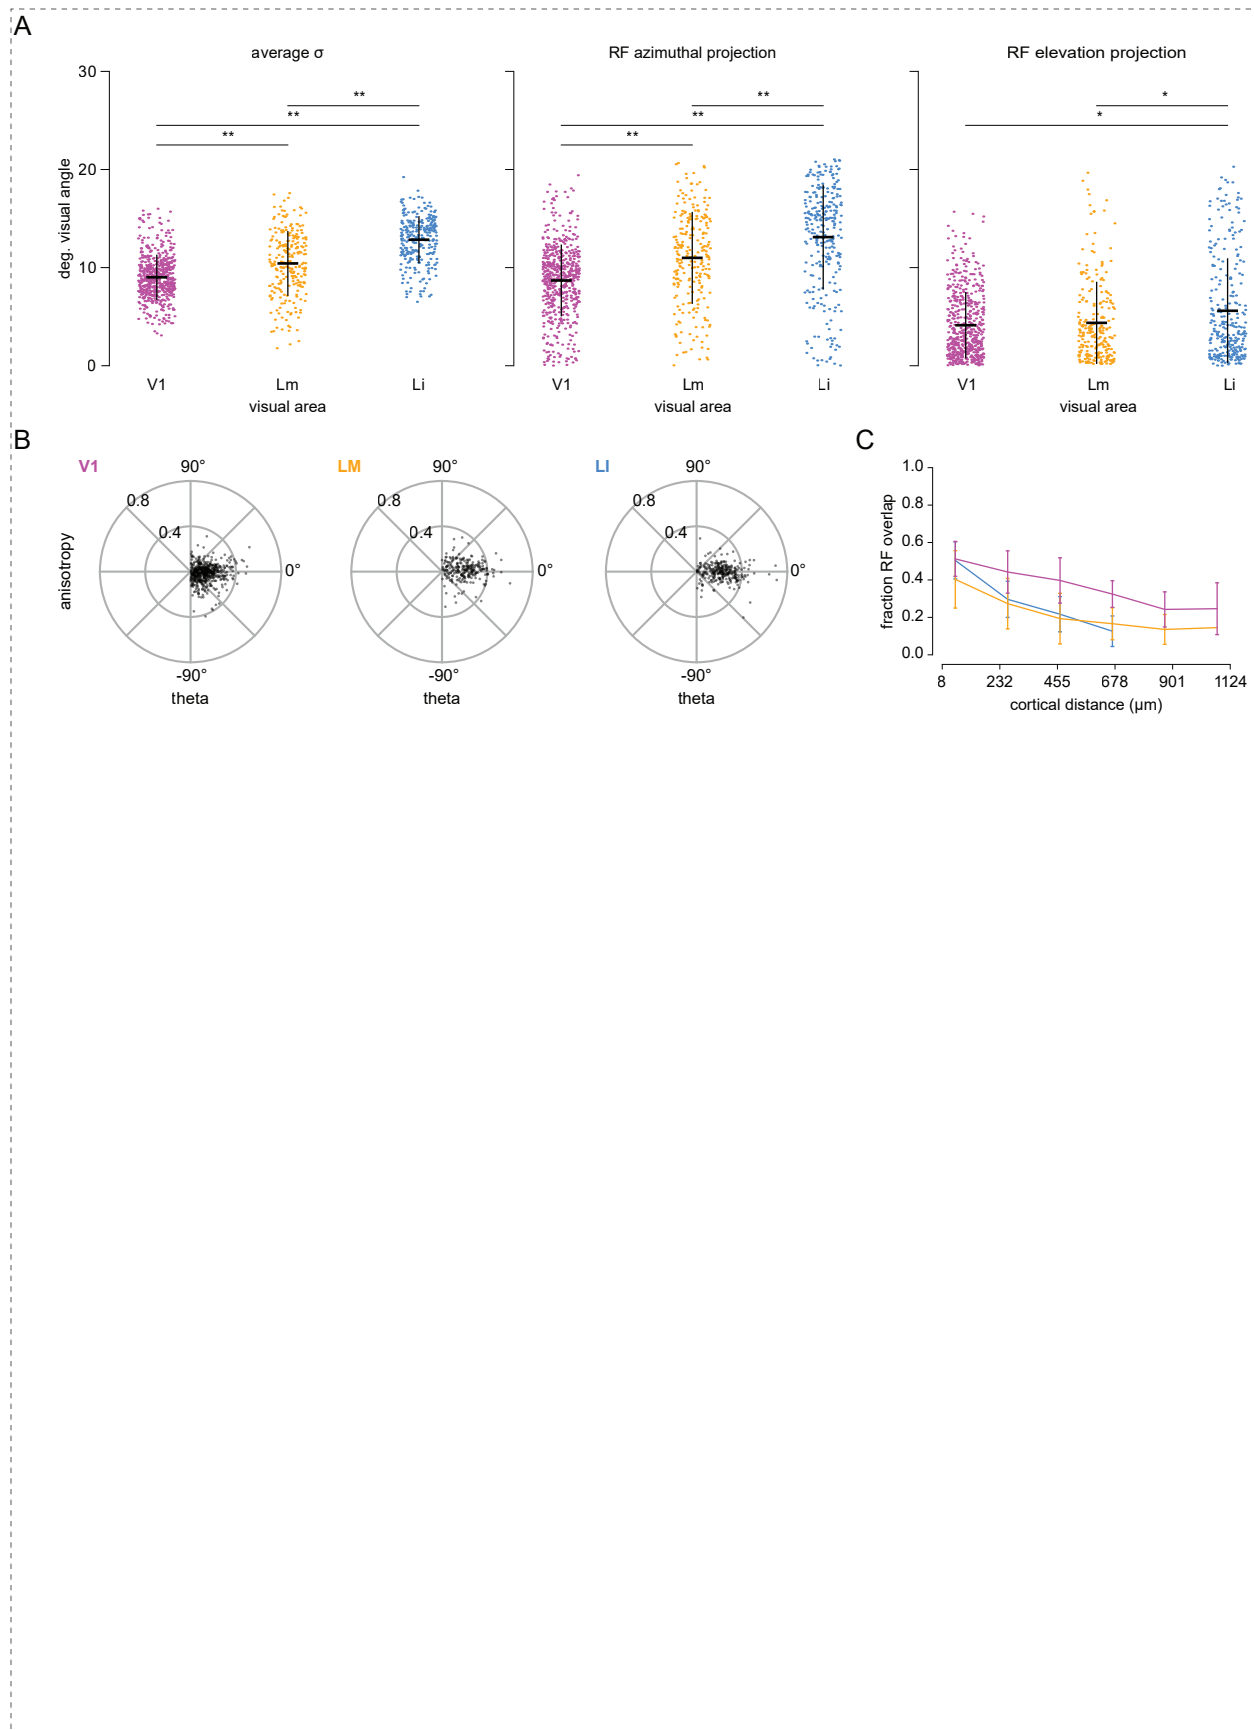 A
average σ
RF azimuthal projection
RF elevation projection
deg. visual angle
30
20
10
0
**
**
**
**
**
**
*
*
V1
Lm
Li
V1
Lm
Li
V1
Lm
Li
visual area
visual area
visual area
B
V1
90°
0.8
0.4
0°
-90°
theta
anisotropy
LM
90°
0.8
0.4
0°
-90°
theta
LI
90°
0.8
0.4
0°
-90°
theta
C
fraction RF overlap
1.0
0.8
0.6
0.4
0.2
0.0
8
232
455
678
901
1124
cortical distance (µm)